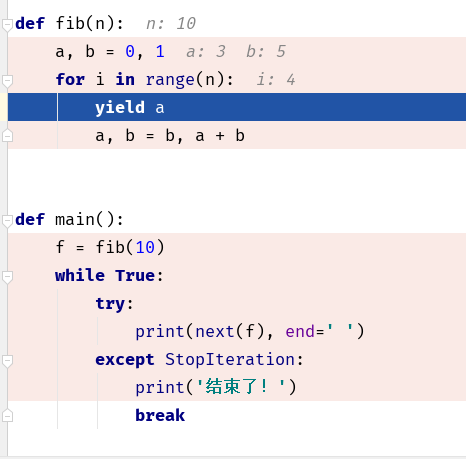 def fib(n):  n: 10
    a, b = 0, 1  a: 3  b: 5
    for i in range(n):  i: 4
        yield a
        a, b = b, a + b
def main():
    f = fib(10)
    while True:
        try:
            print(next(f), end=' ')
        except StopIteration:
            print('结束了! ')
            break